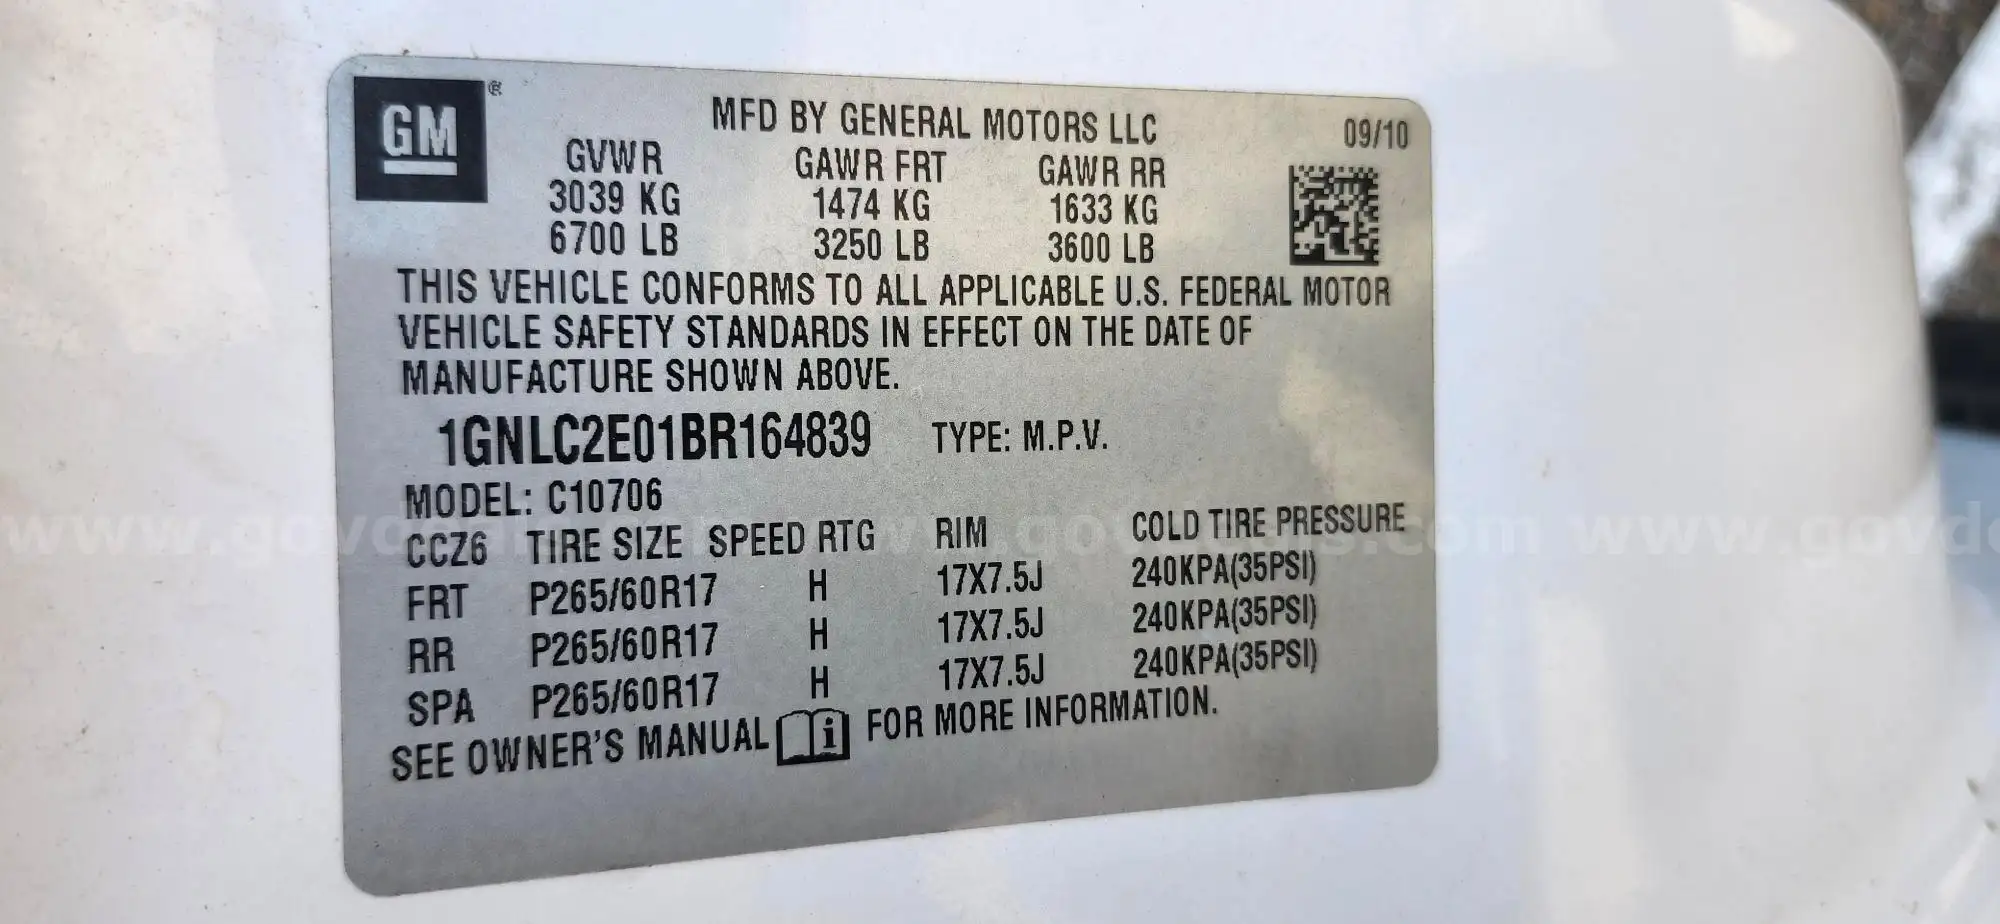 GM ®
MFD BY GENERAL MOTORS LLC 09/10
GVWR GAWR FRT GAWR RR
3039 KG 1474 KG 1633 KG
6700 LB 3250 LB 3600 LB
THIS VEHICLE CONFORMS TO ALL APPLICABLE U.S. FEDERAL MOTOR
VEHICLE SAFETY STANDARDS IN EFFECT ON THE DATE OF
MANUFACTURE SHOWN ABOVE.
1GNLC2E01BR164839 TYPE: M.P.V.
MODEL: C10706
CCZ6 TIRE SIZE SPEED RTG RIM COLD TIRE PRESSURE
FRT P265/60R17 H 17X7.5J 240KPA(35PSI)
RR P265/60R17 H 17X7.5J 240KPA(35PSI)
SPA P265/60R17 H 17X7.5J 240KPA(35PSI)
SEE OWNER'S MANUAL i FOR MORE INFORMATION.